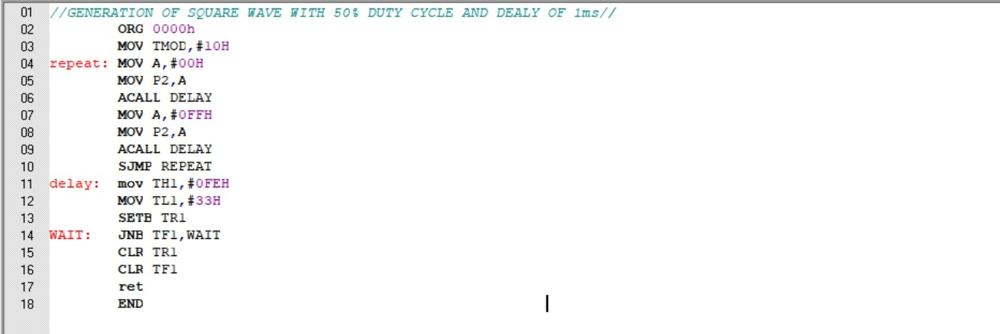 01 //GENERATION OF SQUARE WAVE WITH 50% DUTY CYCLE AND DEALY OF 1ms//
02 ORG 0000h
03 MOV TMOD,#10H
04 repeat: MOV A,#00H
05 MOV P2,A
06 ACALL DELAY
07 MOV A,#0FFH
08 MOV P2,A
09 ACALL DELAY
10 SJMP REPEAT
11 delay: mov TH1,#0FEH
12 MOV TL1,#33H
13 SETB TR1
14 WAIT: JNB TF1,WAIT
15 CLR TR1
16 CLR TF1
17 ret
18 END